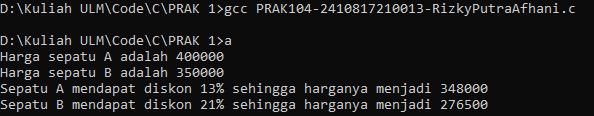 D:\Kuliah ULM\Code\C\PRAK 1>gcc PRAK104-2410817210013-RizkyPutraAfhani.c
D:\Kuliah ULM\Code\C\PRAK 1>a
Harga sepatu A adalah 400000
Harga sepatu B adalah 350000
Sepatu A mendapat diskon 13% sehingga harganya menjadi 348000
Sepatu B mendapat diskon 21% sehingga harganya menjadi 276500